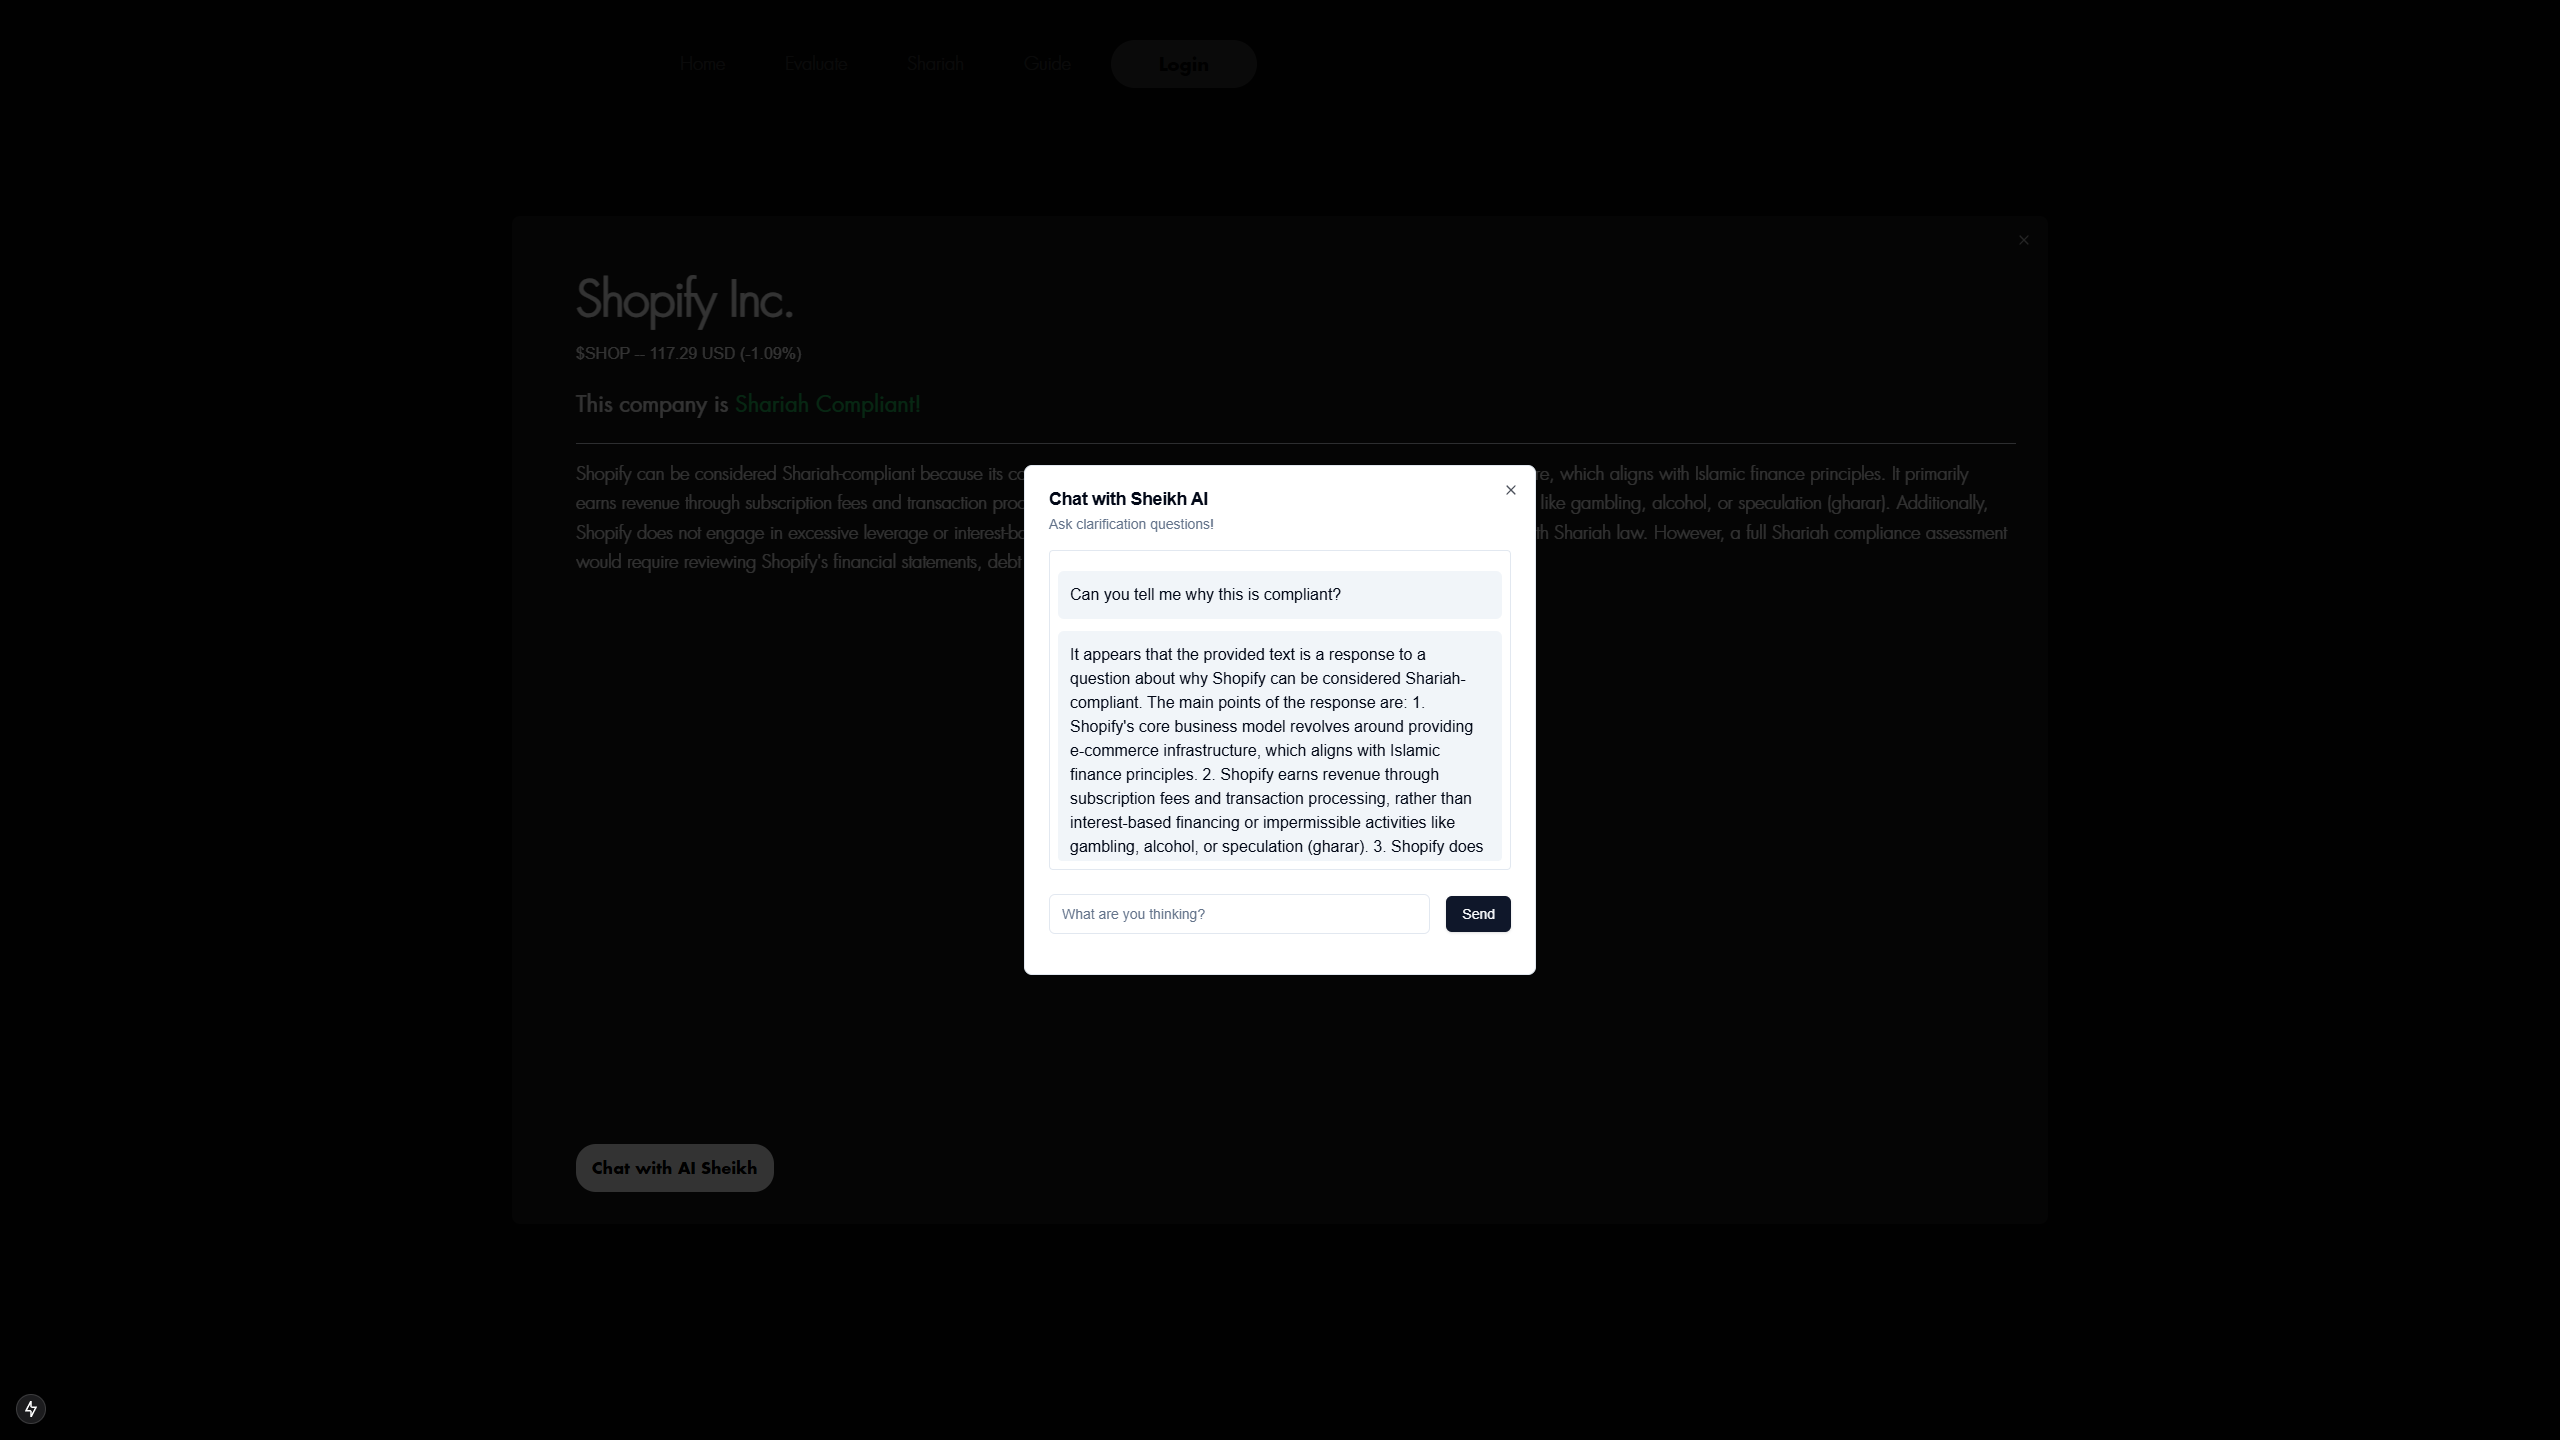 Home Evaluate Shariah Guide Login
Shopify Inc.
$SHOP -- 117.29 USD (-1.09%)
This company is Shariah Compliant!
Shopify can be considered Shariah-compliant because its co re, which aligns with Islamic finance principles. It primarily
earns revenue through subscription fees and transaction proc like gambling, alcohol, or speculation (gharar). Additionally,
Shopify does not engage in excessive leverage or interest-ba th Shariah law. However, a full Shariah compliance assessment
would require reviewing Shopify's financial statements, debt
Chat with Sheikh AI
Ask clarification questions!
Can you tell me why this is compliant?
It appears that the provided text is a response to a
question about why Shopify can be considered Shariah-
compliant. The main points of the response are: 1.
Shopify's core business model revolves around providing
e-commerce infrastructure, which aligns with Islamic
finance principles. 2. Shopify earns revenue through
subscription fees and transaction processing, rather than
interest-based financing or impermissible activities like
gambling, alcohol, or speculation (gharar). 3. Shopify does
What are you thinking?
Send
Chat with AI Sheikh